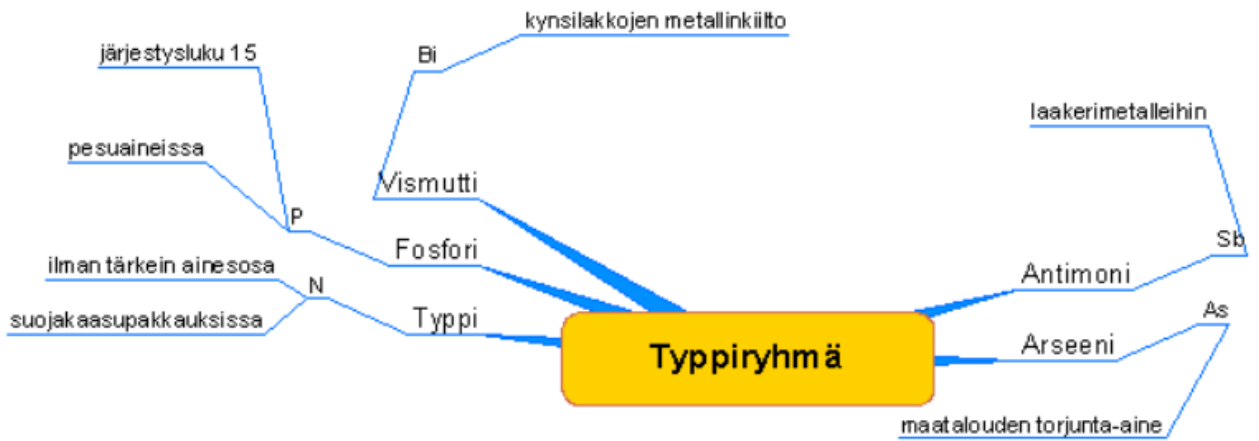 kynsilakkojen metallinkiilto
järjestysluku 15
Bi
laakerimetalleihin
pesuaineissa
Vismutti
P
Fosfori
Sb
ilman tärkein ainesosa
Antimoni
N
As
suojakaasupakkauksissa
Typpi
Arseeni
Typpiryhmä
maatalouden torjunta-aine